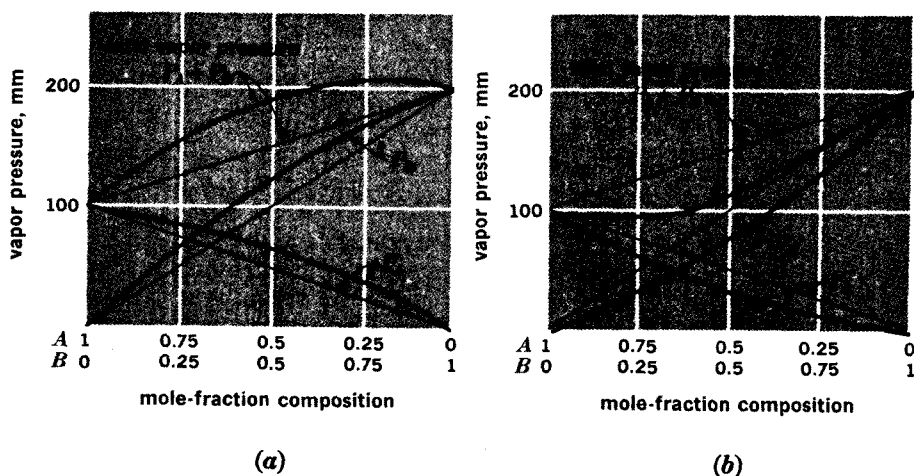 200
100
vapor pressure, mm
A 1 0.75 0.5 0.25 0
B 0 0.25 0.5 0.75 1
mole-fraction composition
(a)
200
100
vapor pressure, mm
A 1 0.75 0.5 0.25 0
B 0 0.25 0.5 0.75 1
mole-fraction composition
(b)